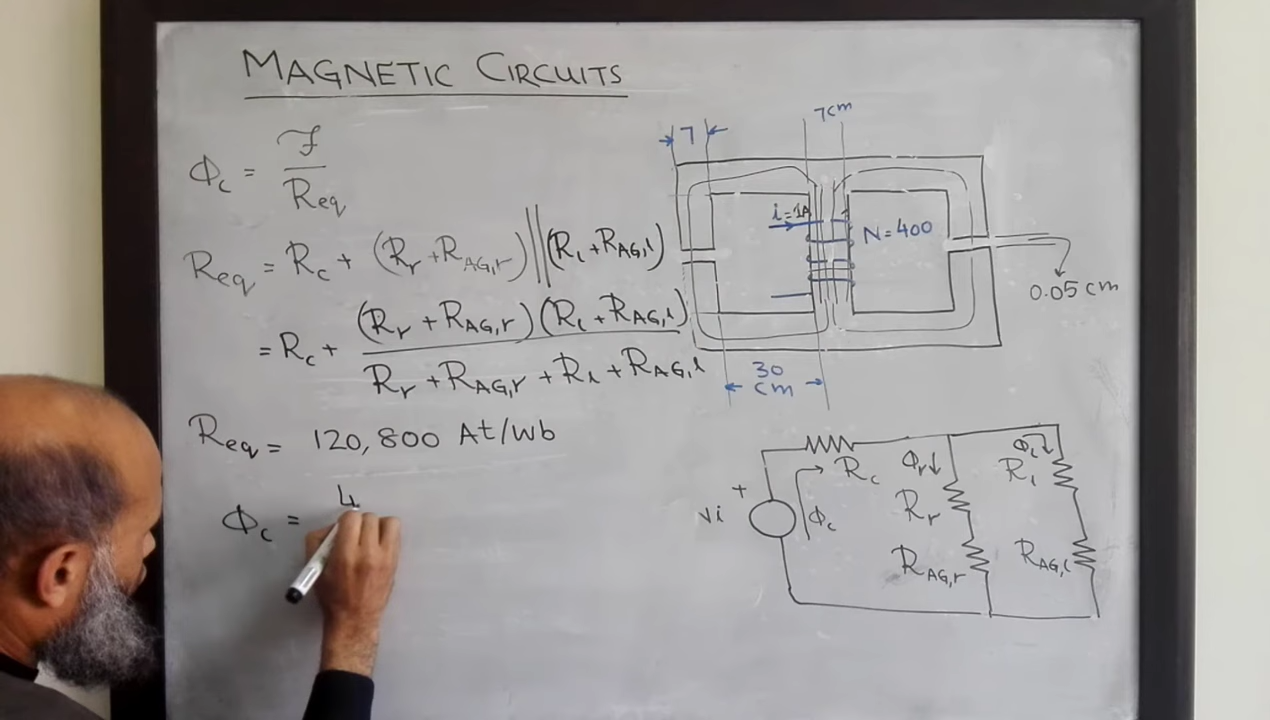 MAGNETIC CIRCUITS
Φc = ℱ / Req
Req = Rc + (Rr + RAG,r) || (Rl + RAG,l)
= Rc + (Rr + RAG,r)(Rl + RAG,l) / Rr + RAG,r + Rl + RAG,l
Req = 120,800 At/Wb
Φc = 4
7
7cm
i=1A
N=400
0.05 cm
30
cm
+
Ni
Φc
Rc
Φr
Rr
RAG,r
Φl
Rl
RAG,l